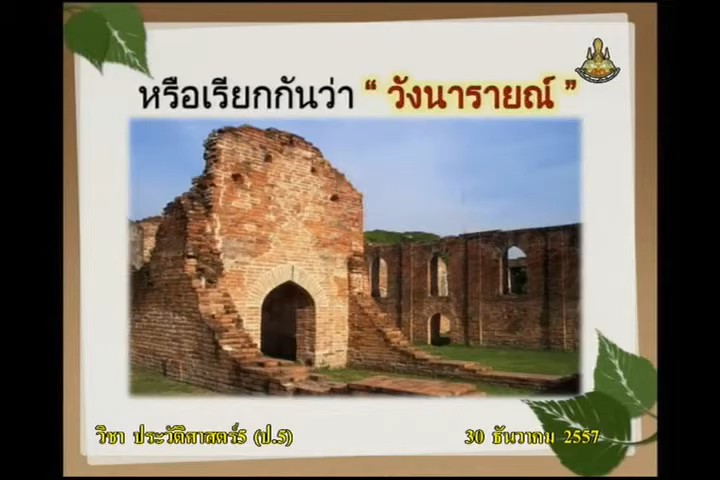 หรือเรียกกันว่า “ วังนารายณ์ ”
วิชา ประวัติศาสตร์5 (ป.5)
30 ธันวาคม 2557